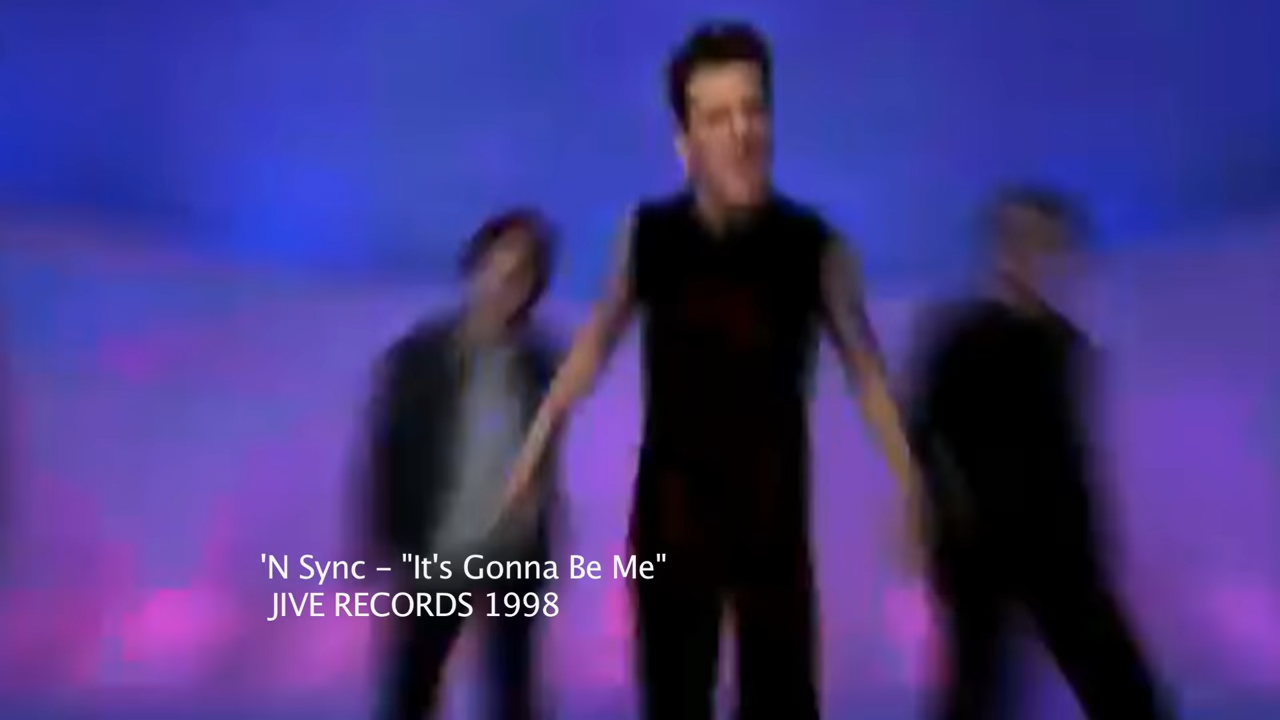 'N Sync – "It's Gonna Be Me"
JIVE RECORDS 1998